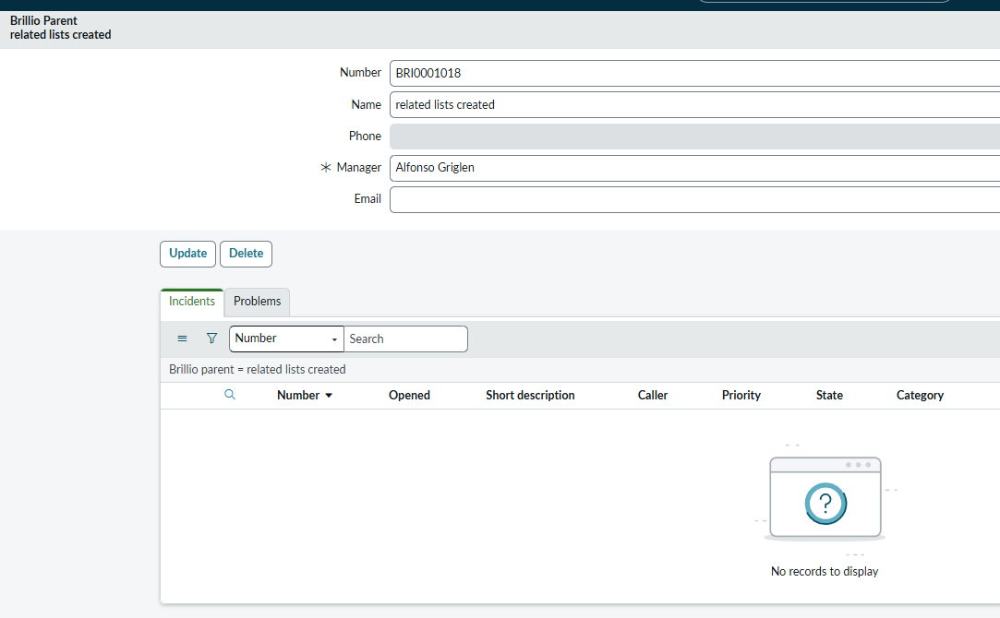 Brillio Parent
related lists created
Number BRI0001018
Name related lists created
Phone
Manager Alfonso Griglen
Email
Update Delete
Incidents Problems
Number Search
Brillio parent = related lists created
Number Opened Short description Caller Priority State Category
?
No records to display